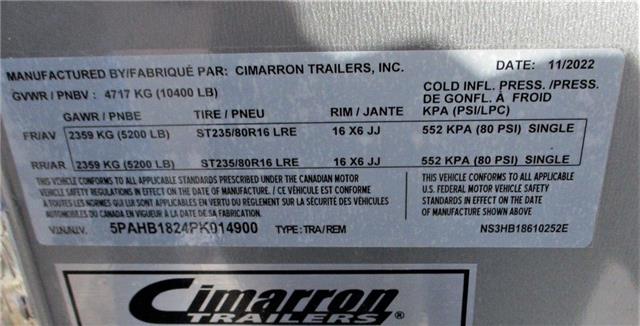 MANUFACTURED BY/FABRIQUÉ PAR: CIMARRON TRAILERS, INC. DATE: 11/2022
GVWR / PNBV : 4717 KG (10400 LB) COLD INFL. PRESS./PRESS.
DE GONFL. À FROID
GAWR / PNBE TIRE / PNEU RIM / JANTE KPA (PSI/LPC)
FR/AV 2359 KG (5200 LB) ST235/80R16 LRE 16 X6 JJ 552 KPA (80 PSI) SINGLE
RR/AR 2359 KG (5200 LB) ST235/80R16 LRE 16 X6 JJ 552 KPA (80 PSI) SINGLE
THIS VEHICLE CONFORMS TO ALL APPLICABLE STANDARDS PRESCRIBED UNDER THE CANADIAN MOTOR
VEHICLE SAFETY REGULATIONS IN EFFECT ON THE DATE OF MANUFACTURE. / CE VÉHICULE EST CONFORME
À TOUTES LES NORMES QUI LUI SONT APPLICABLES EN VERTU DU RÈGLEMENT SUR LA SÉCURITÉ DES VÉHICULES
AUTOMOBILES DU CANADA EN VIGUEUR À LA DATE DE SA FABRICATION.
THIS VEHICLE CONFORMS TO ALL APPLICABLE
U.S. FEDERAL MOTOR VEHICLE SAFETY
STANDARDS IN EFFECT ON THE DATE OF
MANUFACTURE SHOWN ABOVE
V.I.N./N.I.V. 5PAHB1824PK014900 TYPE: TRA/REM NS3HB18610252E
Cimarron
TRAILERS®